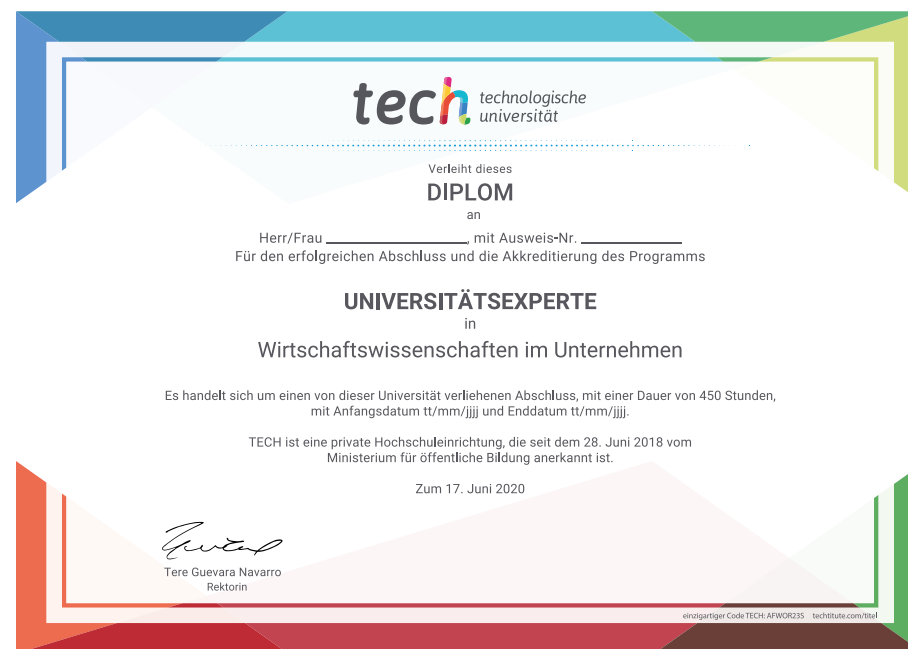 tech technologische
universität
Verleiht dieses
DIPLOM
an
Herr/Frau ____________________, mit Ausweis-Nr. ______________
Für den erfolgreichen Abschluss und die Akkreditierung des Programms
UNIVERSITÄTSEXPERTE
in
Wirtschaftswissenschaften im Unternehmen
Es handelt sich um einen von dieser Universität verliehenen Abschluss, mit einer Dauer von 450 Stunden,
mit Anfangsdatum tt/mm/jjjj und Enddatum tt/mm/jjjj.
TECH ist eine private Hochschuleinrichtung, die seit dem 28. Juni 2018 vom
Ministerium für öffentliche Bildung anerkannt ist.
Zum 17. Juni 2020
Tere Guevara Navarro
Rektorin
einzigartiger Code TECH: AFWOR23S techtitute.com/titel